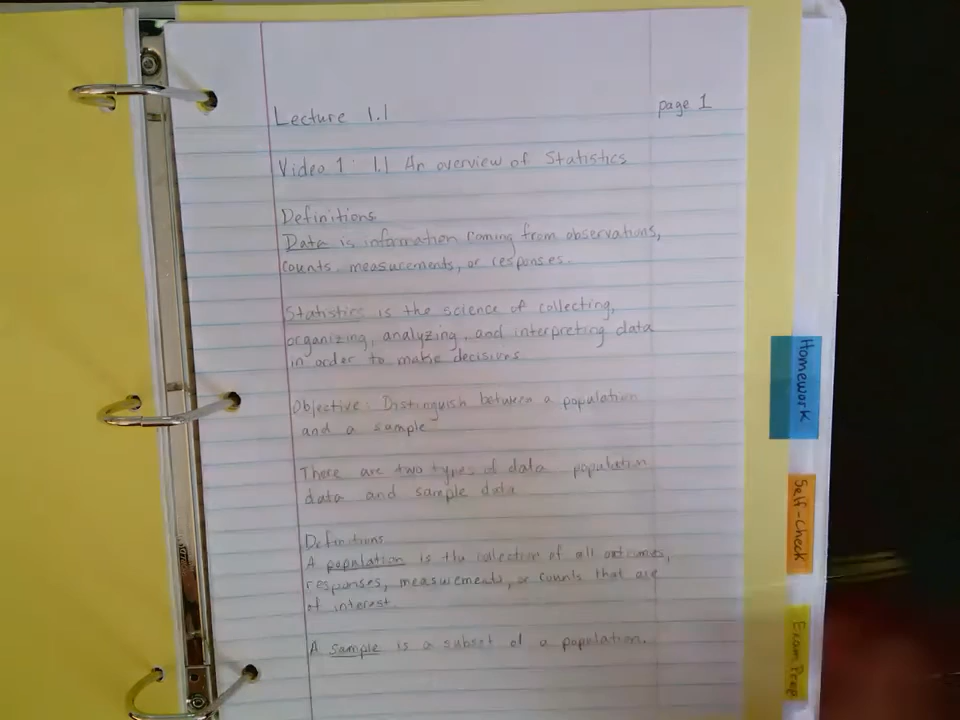 Lecture 1.1
page 1
Video 1: 1.1 An overview of Statistics
Definitions
Data is information coming from observations,
counts, measurements, or responses.
Statistics is the science of collecting,
organizing, analyzing, and interpreting data
in order to make decisions
Objective: Distinguish between a population
and a sample
There are two types of data population
data and sample data
Definitions
A population is the collection of all outcomes,
responses, measurements, or counts that are
of interest.
A sample is a subset of a population.
Homework
Self-Check
Exam Prep